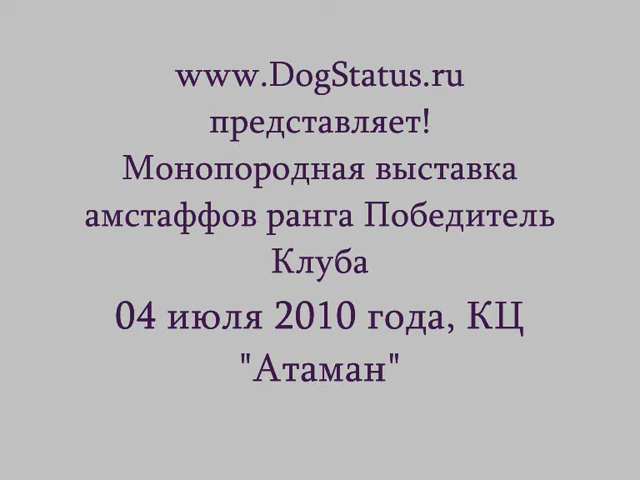 www.DogStatus.ru
представляет!
Монопородная выставка
амстаффов ранга Победитель
Клуба
04 июля 2010 года, КЦ
"Атаман"